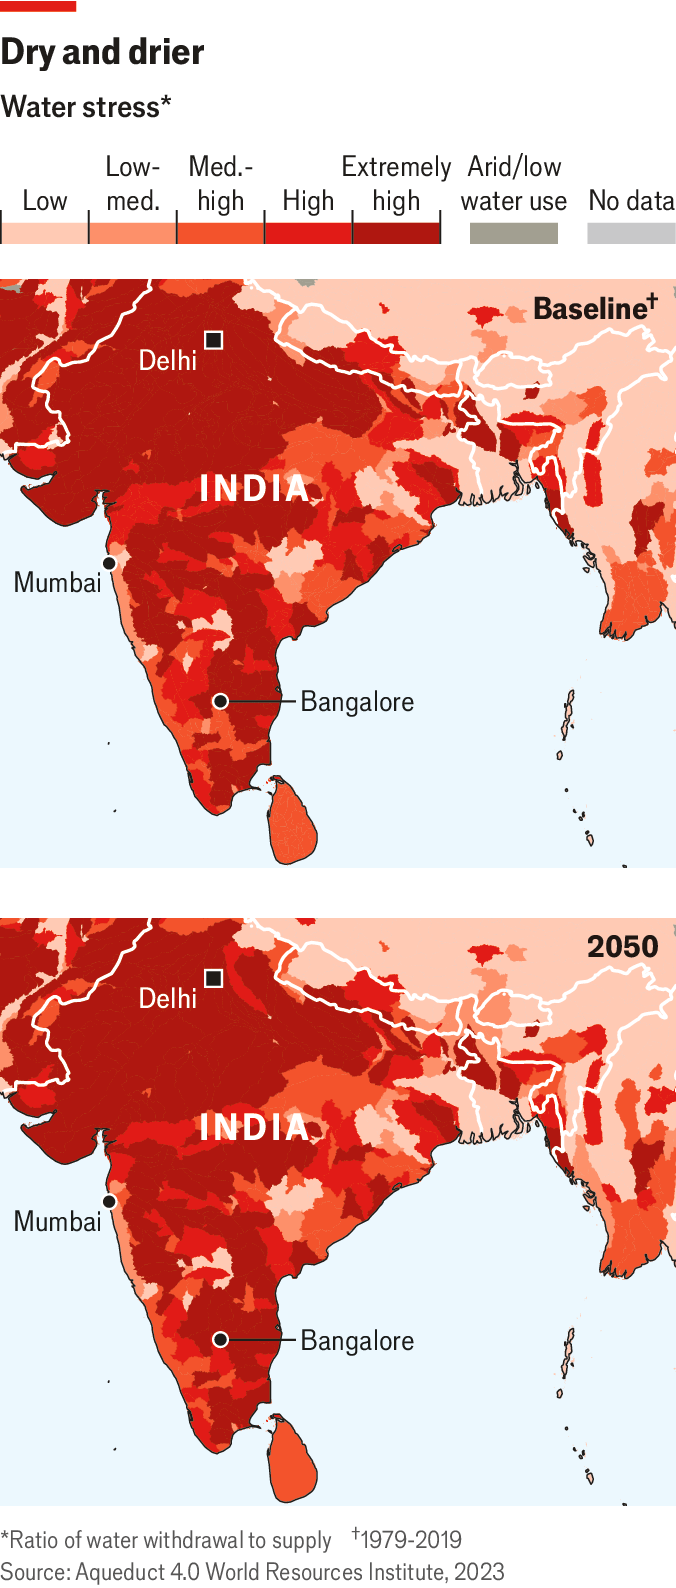 Dry and drier
Water stress*
Low
Low-
med.
Med.-
high
High
Extremely
high
Arid/low
water use
No data
Baseline†
Delhi
INDIA
Mumbai
Bangalore
2050
Delhi
INDIA
Mumbai
Bangalore
*Ratio of water withdrawal to supply †1979-2019
Source: Aqueduct 4.0 World Resources Institute, 2023